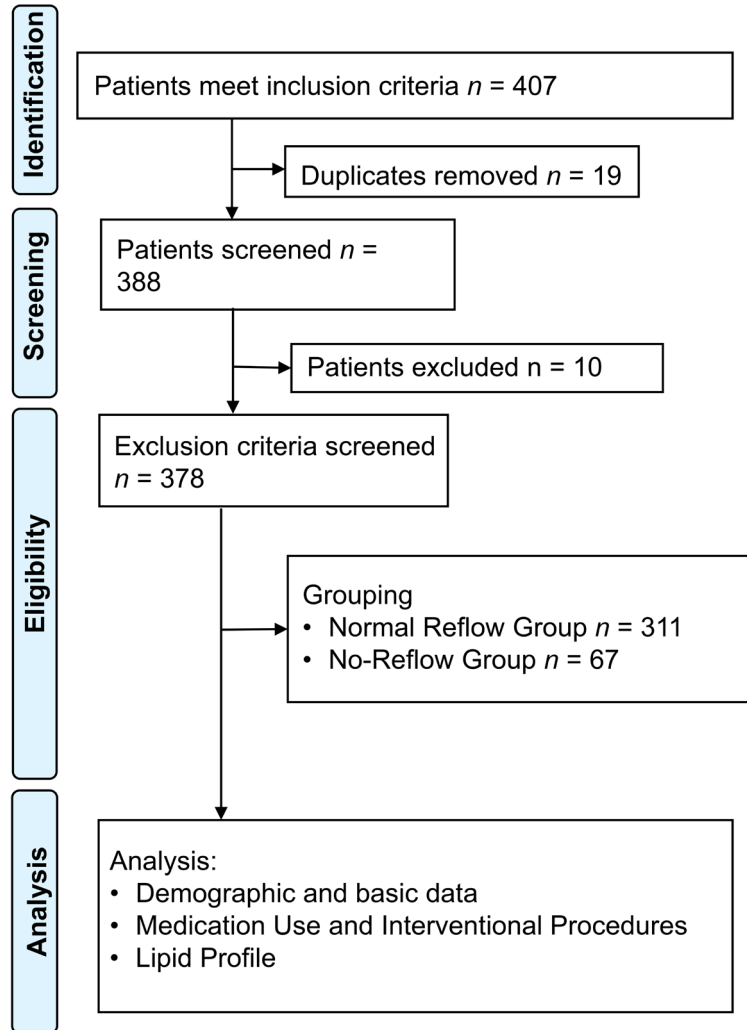 Identification
Patients meet inclusion criteria n = 407
Duplicates removed n = 19
Screening
Patients screened n =
388
Patients excluded n = 10
Eligibility
Exclusion criteria screened
n = 378
Grouping
• Normal Reflow Group n = 311
• No-Reflow Group n = 67
Analysis
Analysis:
• Demographic and basic data
• Medication Use and Interventional Procedures
• Lipid Profile